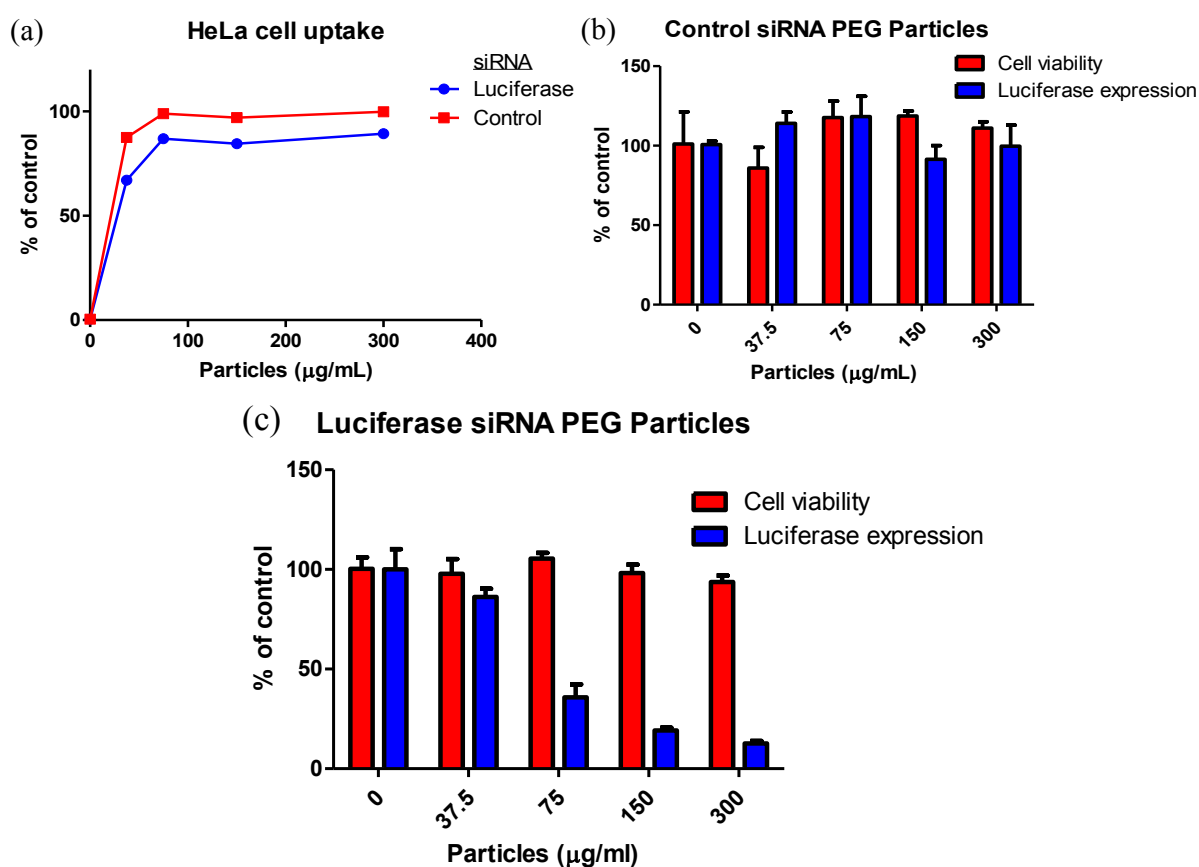 (a)
HeLa cell uptake
siRNA
Luciferase
Control
% of control
100
50
0
0 100 200 300 400
Particles (μg/mL)
(b)
Control siRNA PEG Particles
Cell viability
Luciferase expression
% of control
150
100
50
0
0 37.5 75 150 300
Particles (μg/mL)
(c) Luciferase siRNA PEG Particles
Cell viability
Luciferase expression
% of control
150
100
50
0
0 37.5 75 150 300
Particles (μg/ml)